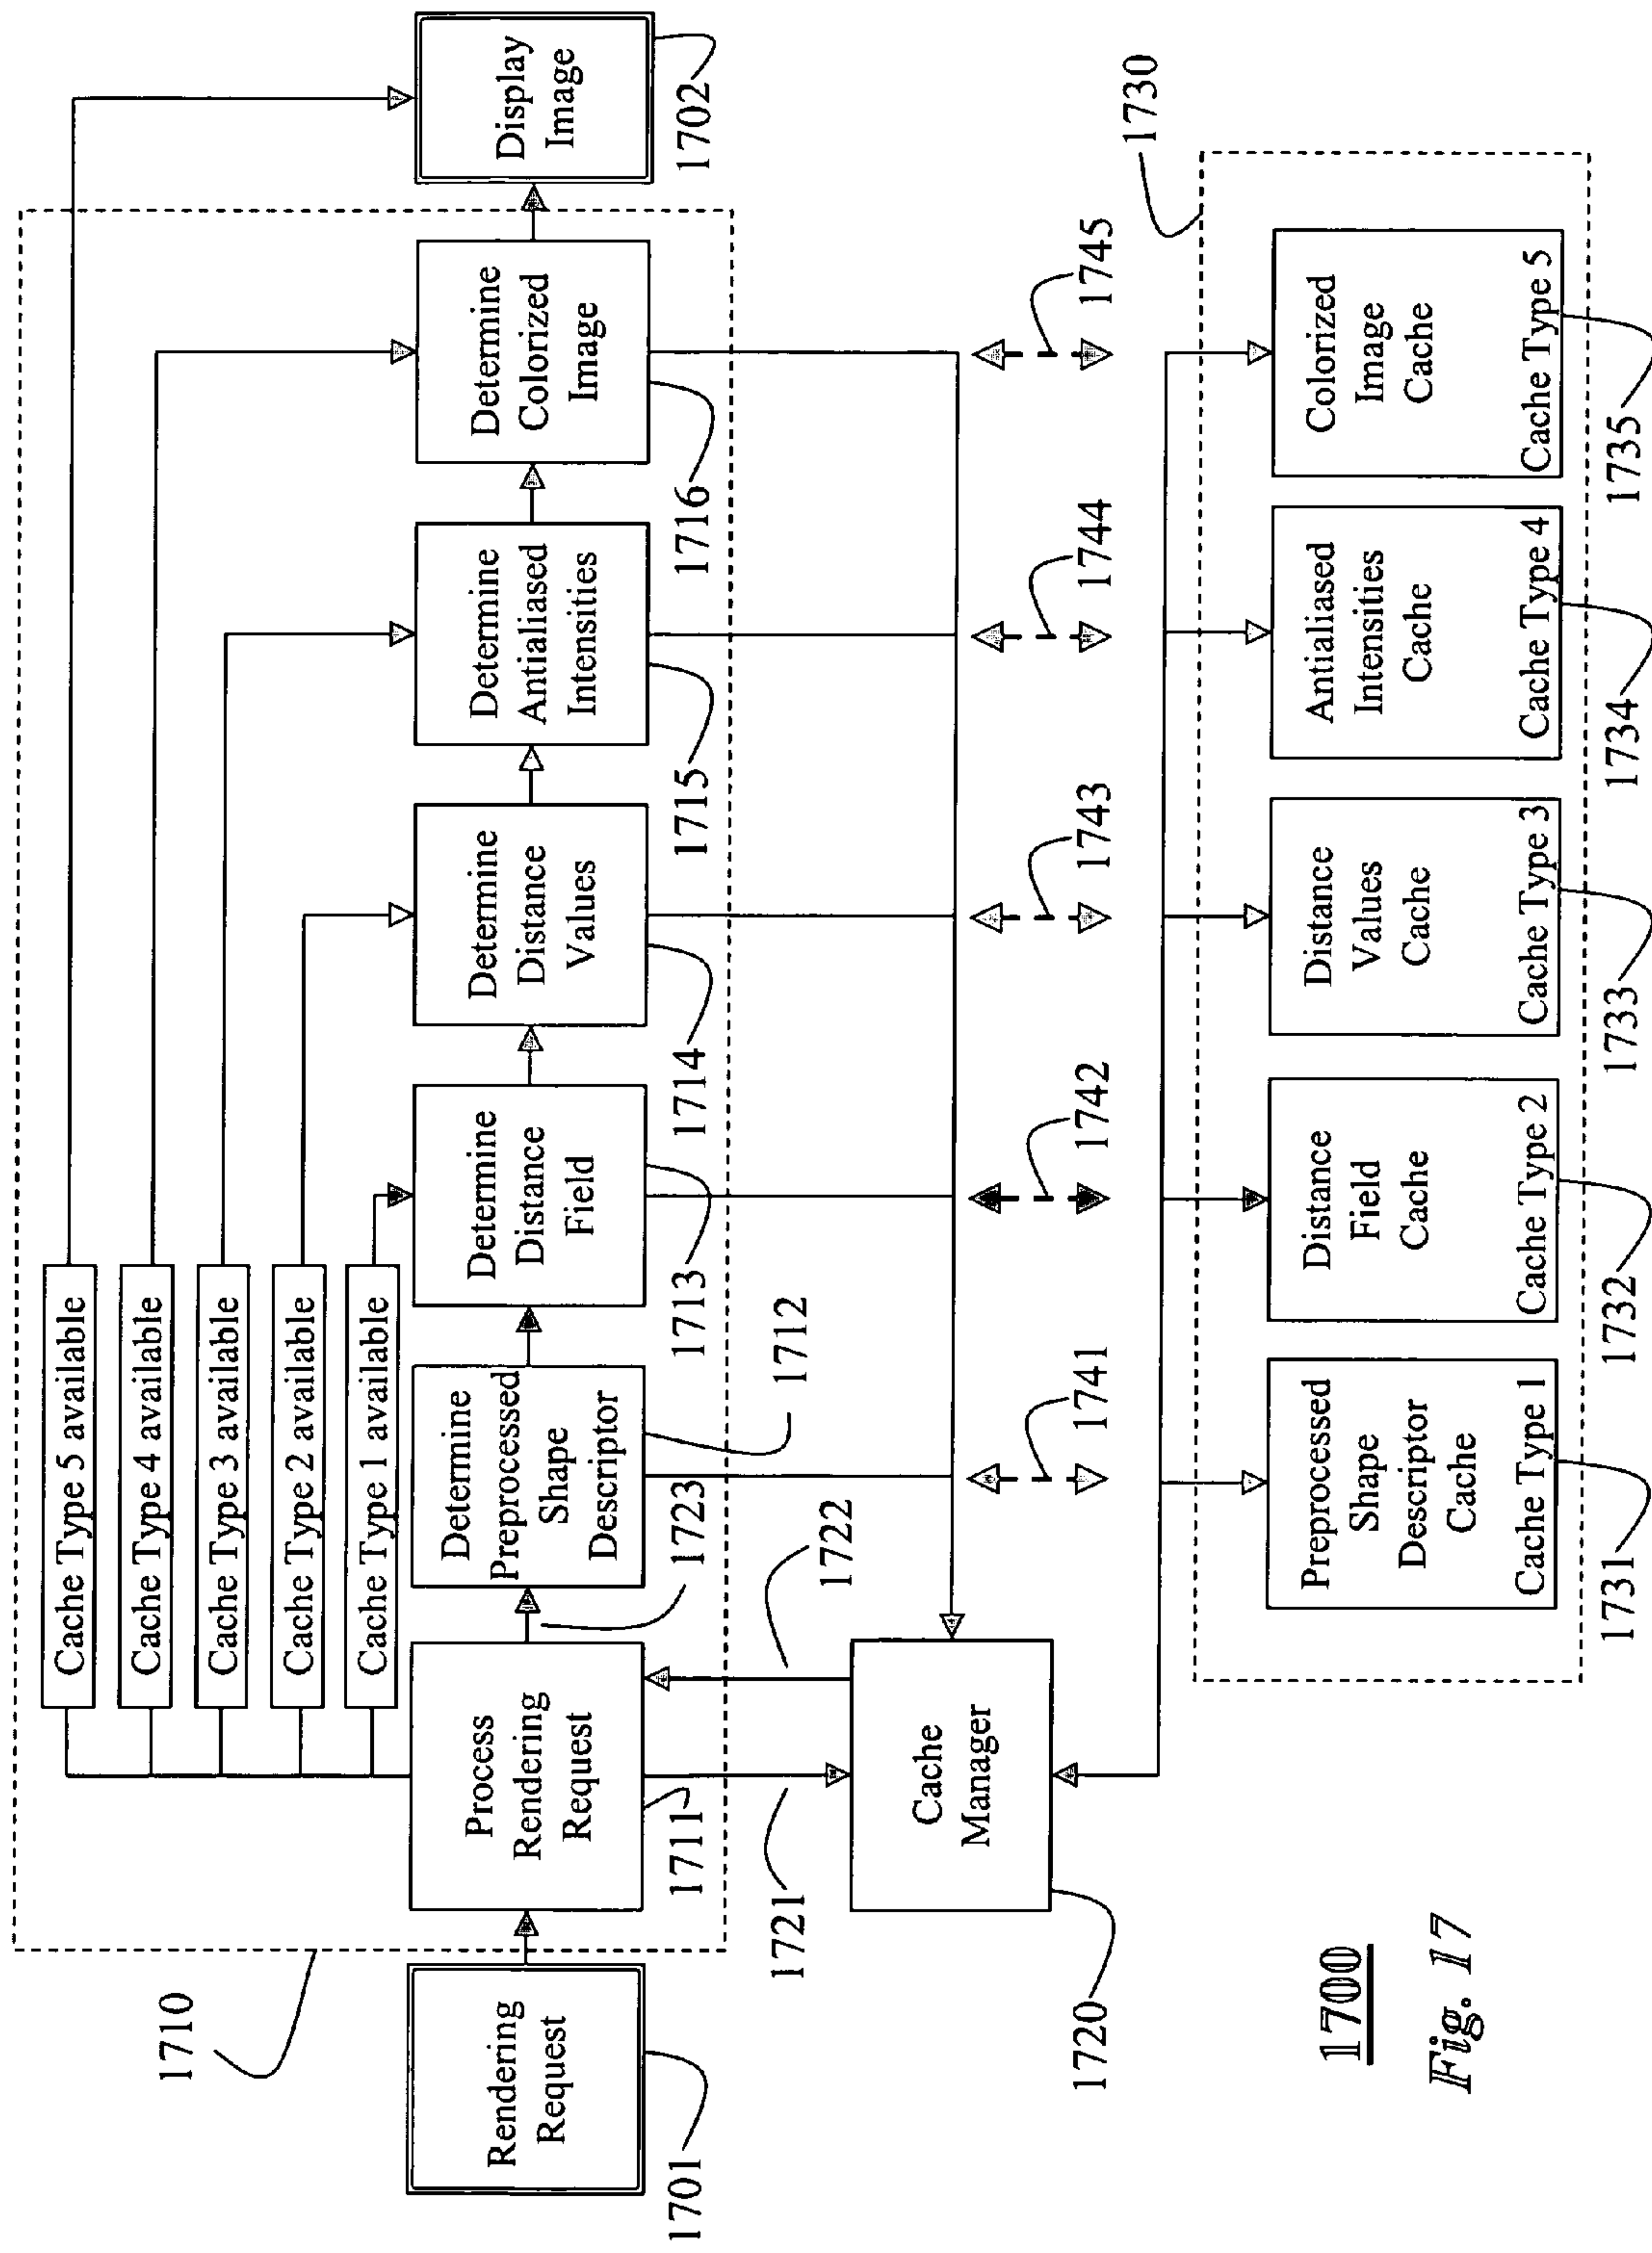 1710
Cache Type 5 available
Cache Type 4 available
Cache Type 3 available
Cache Type 2 available
Cache Type 1 available
Rendering
Request
1701
Process
Rendering
Request
1711
1723
Determine
Preprocessed
Shape
Descriptor
1712
Determine
Distance
Field
1713
Determine
Distance
Values
1714
Determine
Antialiased
Intensities
1715
Determine
Colorized
Image
1716
Display
Image
1702
1721
1722
Cache
Manager
1720
1741
1742
1743
1744
1745
1730
Preprocessed
Shape
Descriptor
Cache
Cache Type 1
1731
Distance
Field
Cache
Cache Type 2
1732
Distance
Values
Cache
Cache Type 3
1733
Antialiased
Intensities
Cache
Cache Type 4
1734
Colorized
Image
Cache
Cache Type 5
1735
1700
Fig. 17